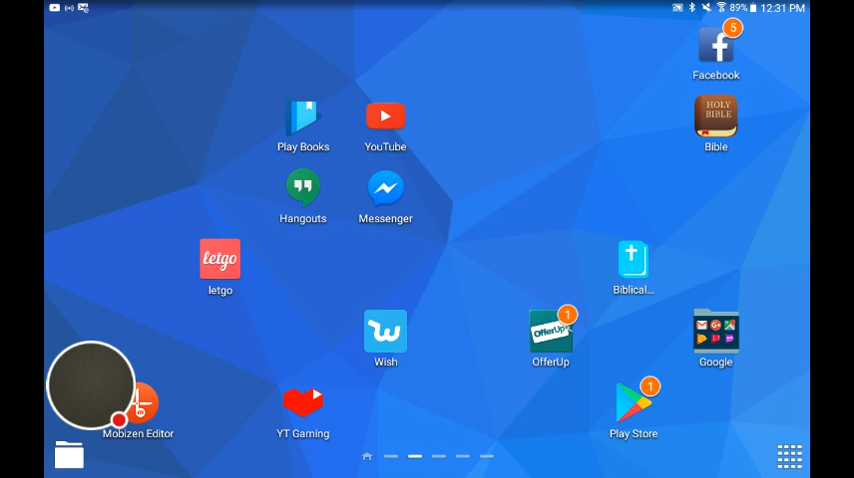 89% 12:31 PM
5
Facebook
HOLY
BIBLE
Play Books
YouTube
Bible
Hangouts
Messenger
letgo
letgo
Biblical...
1
OfferUp
Wish
OfferUp
Google
1
m
Mobizen Editor
YT Gaming
Play Store